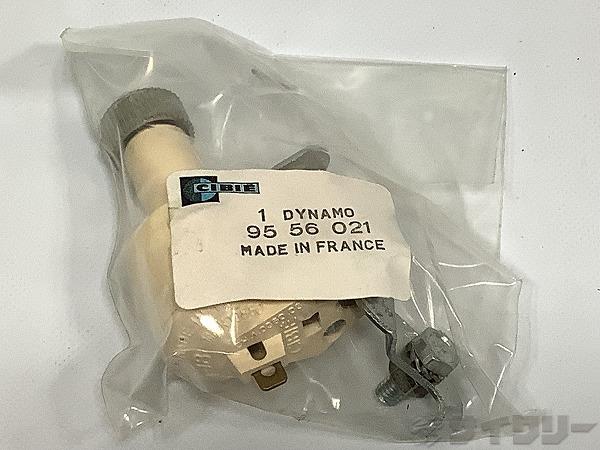 CIBIE
1 DYNAMO
95 56 021
MADE IN FRANCE
サイクリー